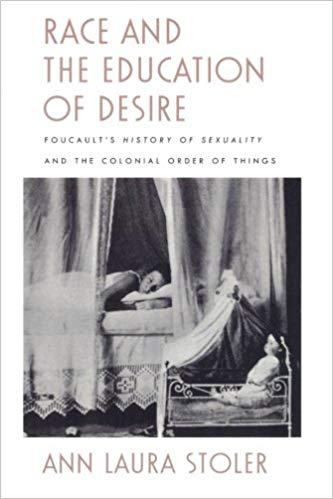 RACE AND
THE EDUCATION
OF DESIRE
FOUCAULT'S HISTORY OF SEXUALITY
AND THE COLONIAL ORDER OF THINGS
ANN LAURA STOLER